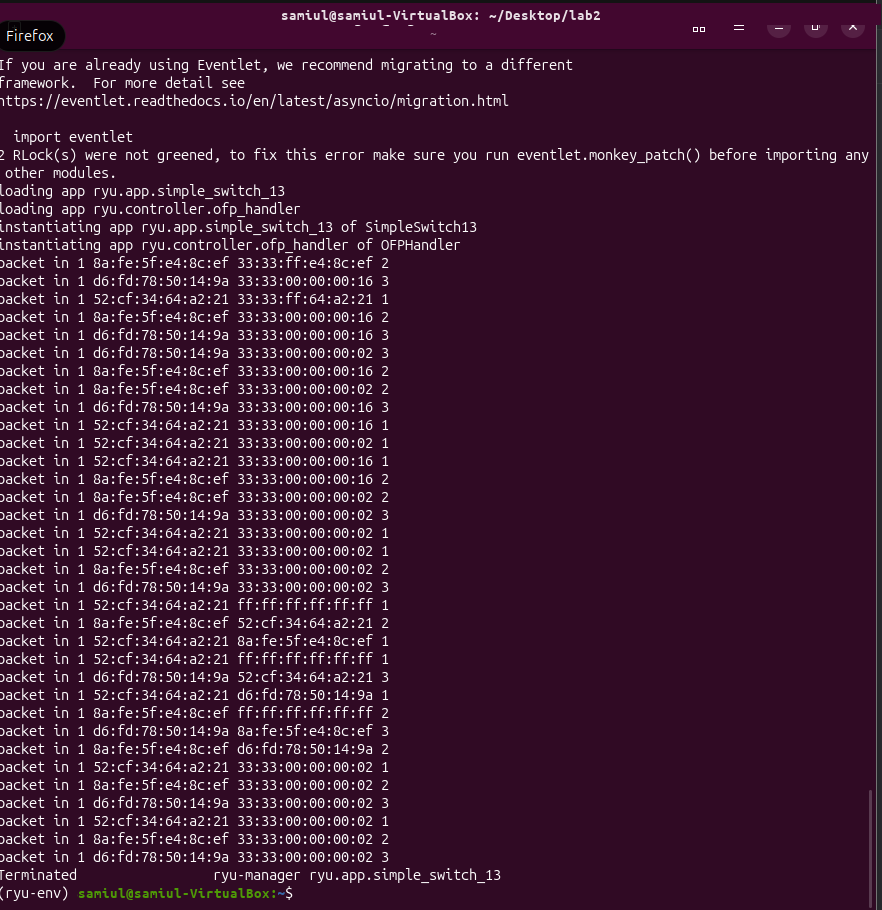 samiul@samiul-VirtualBox: ~/Desktop/lab2
~
Firefox
If you are already using Eventlet, we recommend migrating to a different
framework.  For more detail see
https://eventlet.readthedocs.io/en/latest/asyncio/migration.html
  import eventlet
2 RLock(s) were not greened, to fix this error make sure you run eventlet.monkey_patch() before importing any
 other modules.
loading app ryu.app.simple_switch_13
loading app ryu.controller.ofp_handler
instantiating app ryu.app.simple_switch_13 of SimpleSwitch13
instantiating app ryu.controller.ofp_handler of OFPHandler
packet in 1 8a:fe:5f:e4:8c:ef 33:33:ff:e4:8c:ef 2
packet in 1 d6:fd:78:50:14:9a 33:33:00:00:00:16 3
packet in 1 52:cf:34:64:a2:21 33:33:ff:64:a2:21 1
packet in 1 8a:fe:5f:e4:8c:ef 33:33:00:00:00:16 2
packet in 1 d6:fd:78:50:14:9a 33:33:00:00:00:16 3
packet in 1 d6:fd:78:50:14:9a 33:33:00:00:00:02 3
packet in 1 8a:fe:5f:e4:8c:ef 33:33:00:00:00:16 2
packet in 1 8a:fe:5f:e4:8c:ef 33:33:00:00:00:02 2
packet in 1 d6:fd:78:50:14:9a 33:33:00:00:00:16 3
packet in 1 52:cf:34:64:a2:21 33:33:00:00:00:16 1
packet in 1 52:cf:34:64:a2:21 33:33:00:00:00:02 1
packet in 1 52:cf:34:64:a2:21 33:33:00:00:00:16 1
packet in 1 8a:fe:5f:e4:8c:ef 33:33:00:00:00:16 2
packet in 1 8a:fe:5f:e4:8c:ef 33:33:00:00:00:02 2
packet in 1 d6:fd:78:50:14:9a 33:33:00:00:00:02 3
packet in 1 52:cf:34:64:a2:21 33:33:00:00:00:02 1
packet in 1 52:cf:34:64:a2:21 33:33:00:00:00:02 1
packet in 1 8a:fe:5f:e4:8c:ef 33:33:00:00:00:02 2
packet in 1 d6:fd:78:50:14:9a 33:33:00:00:00:02 3
packet in 1 52:cf:34:64:a2:21 ff:ff:ff:ff:ff:ff 1
packet in 1 8a:fe:5f:e4:8c:ef 52:cf:34:64:a2:21 2
packet in 1 52:cf:34:64:a2:21 8a:fe:5f:e4:8c:ef 1
packet in 1 52:cf:34:64:a2:21 ff:ff:ff:ff:ff:ff 1
packet in 1 d6:fd:78:50:14:9a 52:cf:34:64:a2:21 3
packet in 1 52:cf:34:64:a2:21 d6:fd:78:50:14:9a 1
packet in 1 8a:fe:5f:e4:8c:ef ff:ff:ff:ff:ff:ff 2
packet in 1 d6:fd:78:50:14:9a 8a:fe:5f:e4:8c:ef 3
packet in 1 8a:fe:5f:e4:8c:ef d6:fd:78:50:14:9a 2
packet in 1 52:cf:34:64:a2:21 33:33:00:00:00:02 1
packet in 1 8a:fe:5f:e4:8c:ef 33:33:00:00:00:02 2
packet in 1 d6:fd:78:50:14:9a 33:33:00:00:00:02 3
packet in 1 52:cf:34:64:a2:21 33:33:00:00:00:02 1
packet in 1 8a:fe:5f:e4:8c:ef 33:33:00:00:00:02 2
packet in 1 d6:fd:78:50:14:9a 33:33:00:00:00:02 3
Terminated                 ryu-manager ryu.app.simple_switch_13
(ryu-env) samiul@samiul-VirtualBox:~$